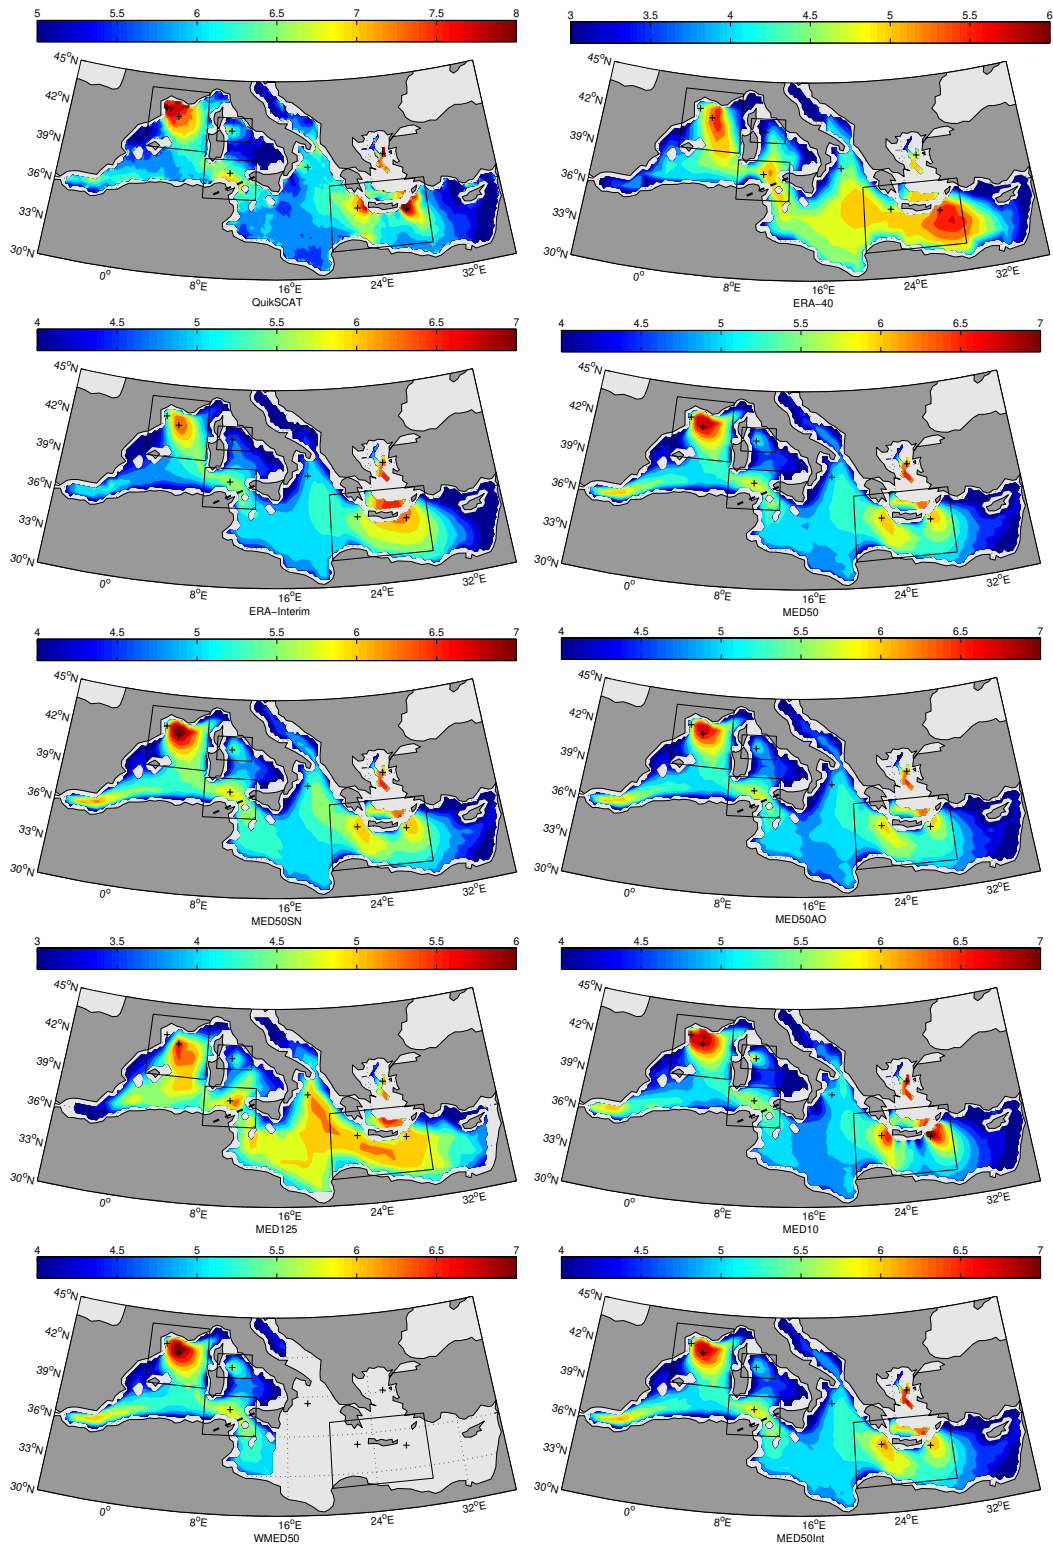 5 5.5 6 6.5 7 7.5 8
45°N
42°N
39°N
36°N
33°N
30°N
0°
8°E
16°E
24°E
32°E
QuikSCAT
3 3.5 4 4.5 5 5.5 6
45°N
42°N
39°N
36°N
33°N
30°N
0°
8°E
16°E
24°E
32°E
ERA−40
4 4.5 5 5.5 6 6.5 7
45°N
42°N
39°N
36°N
33°N
30°N
0°
8°E
16°E
24°E
32°E
ERA−Interim
4 4.5 5 5.5 6 6.5 7
45°N
42°N
39°N
36°N
33°N
30°N
0°
8°E
16°E
24°E
32°E
MED50
4 4.5 5 5.5 6 6.5 7
45°N
42°N
39°N
36°N
33°N
30°N
0°
8°E
16°E
24°E
32°E
MED50SN
4 4.5 5 5.5 6 6.5 7
45°N
42°N
39°N
36°N
33°N
30°N
0°
8°E
16°E
24°E
32°E
MED50AO
3 3.5 4 4.5 5 5.5 6
45°N
42°N
39°N
36°N
33°N
30°N
0°
8°E
16°E
24°E
32°E
MED125
4 4.5 5 5.5 6 6.5 7
45°N
42°N
39°N
36°N
33°N
30°N
0°
8°E
16°E
24°E
32°E
MED10
4 4.5 5 5.5 6 6.5 7
45°N
42°N
39°N
36°N
33°N
30°N
0°
8°E
16°E
24°E
32°E
WMED50
4 4.5 5 5.5 6 6.5 7
45°N
42°N
39°N
36°N
33°N
30°N
0°
8°E
16°E
24°E
32°E
MED50Int